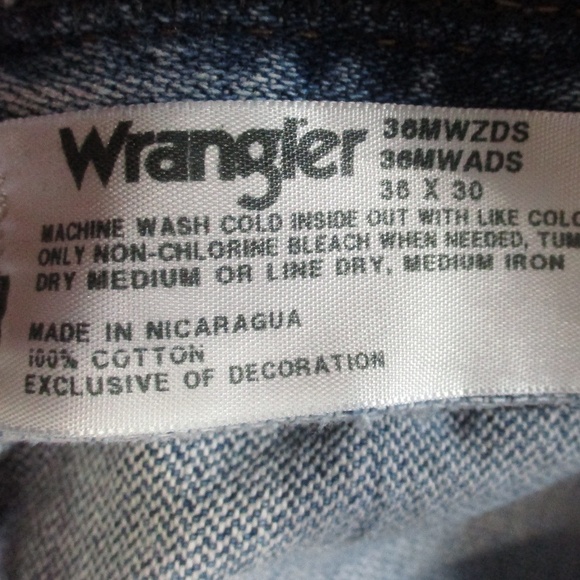 Wrangler
36MWZDS
36MWADS
36 X 30
MACHINE WASH COLD INSIDE OUT WITH LIKE COLO
ONLY NON-CHLORINE BLEACH WHEN NEEDED, TUM
DRY MEDIUM OR LINE DRY, MEDIUM IRON
MADE IN NICARAGUA
100% COTTON
EXCLUSIVE OF DECORATION